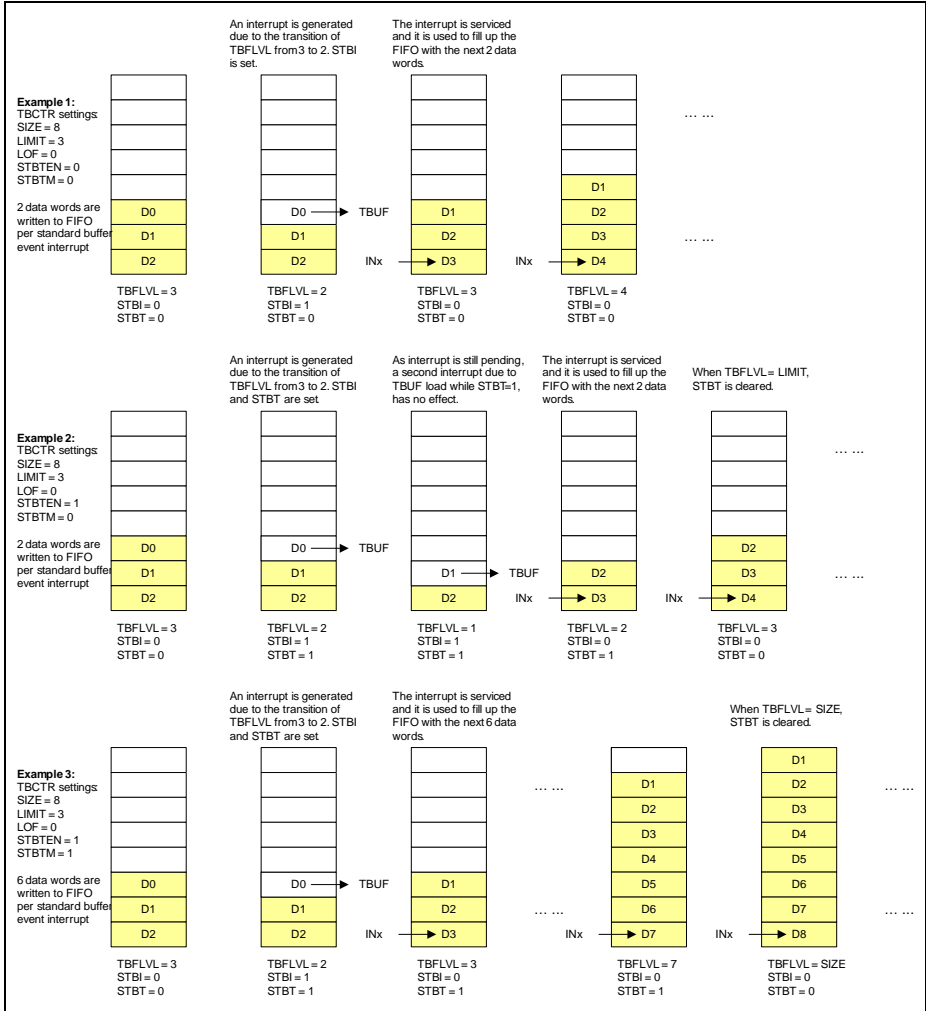 An interrupt is generated
due to the transition of
TBFLVL from 3 to 2. STBI
is set.
The interrupt is serviced
and it is used to fill up the
FIFO with the next 2 data
words.
Example 1:
TBCTR settings:
SIZE = 8
LIMIT = 3
LOF = 0
STBTEN = 0
STBTM = 0
2 data words are
written to FIFO
per standard buffer
event interrupt
D0
D1
D2
TBFLVL = 3
STBI = 0
STBT = 0
D0
TBUF
D1
D2
TBFLVL = 2
STBI = 1
STBT = 0
D1
D2
INx
D3
TBFLVL = 3
STBI = 0
STBT = 0
D1
D2
D3
INx
D4
TBFLVL = 4
STBI = 0
STBT = 0
... ...
... ...
An interrupt is generated
due to the transition of
TBFLVL from 3 to 2. STBI
and STBT are set.
As interrupt is still pending,
a second interrupt due to
TBUF load while STBT=1,
has no effect.
The interrupt is serviced
and it is used to fill up the
FIFO with the next 2 data
words.
When TBFLVL = LIMIT,
STBT is cleared.
Example 2:
TBCTR settings:
SIZE = 8
LIMIT = 3
LOF = 0
STBTEN = 1
STBTM = 0
2 data words are
written to FIFO
per standard buffer
event interrupt
D0
D1
D2
TBFLVL = 3
STBI = 0
STBT = 0
D0
TBUF
D1
D2
TBFLVL = 2
STBI = 1
STBT = 1
D1
TBUF
D2
TBFLVL = 1
STBI = 1
STBT = 1
D2
INx
D3
TBFLVL = 2
STBI = 0
STBT = 1
D2
D3
INx
D4
TBFLVL = 3
STBI = 0
STBT = 0
... ...
... ...
An interrupt is generated
due to the transition of
TBFLVL from 3 to 2. STBI
and STBT are set.
The interrupt is serviced
and it is used to fill up the
FIFO with the next 6 data
words.
When TBFLVL = SIZE,
STBT is cleared.
Example 3:
TBCTR settings:
SIZE = 8
LIMIT = 3
LOF = 0
STBTEN = 1
STBTM = 1
6 data words are
written to FIFO
per standard buffer
event interrupt
D0
D1
D2
TBFLVL = 3
STBI = 0
STBT = 0
D0
TBUF
D1
D2
TBFLVL = 2
STBI = 1
STBT = 1
D1
D2
INx
D3
TBFLVL = 3
STBI = 0
STBT = 1
... ...
... ...
D1
D2
D3
D4
D5
D6
INx
D7
TBFLVL = 7
STBI = 0
STBT = 1
D1
D2
D3
D4
D5
D6
D7
INx
D8
TBFLVL = SIZE
STBI = 0
STBT = 0
... ...
... ...